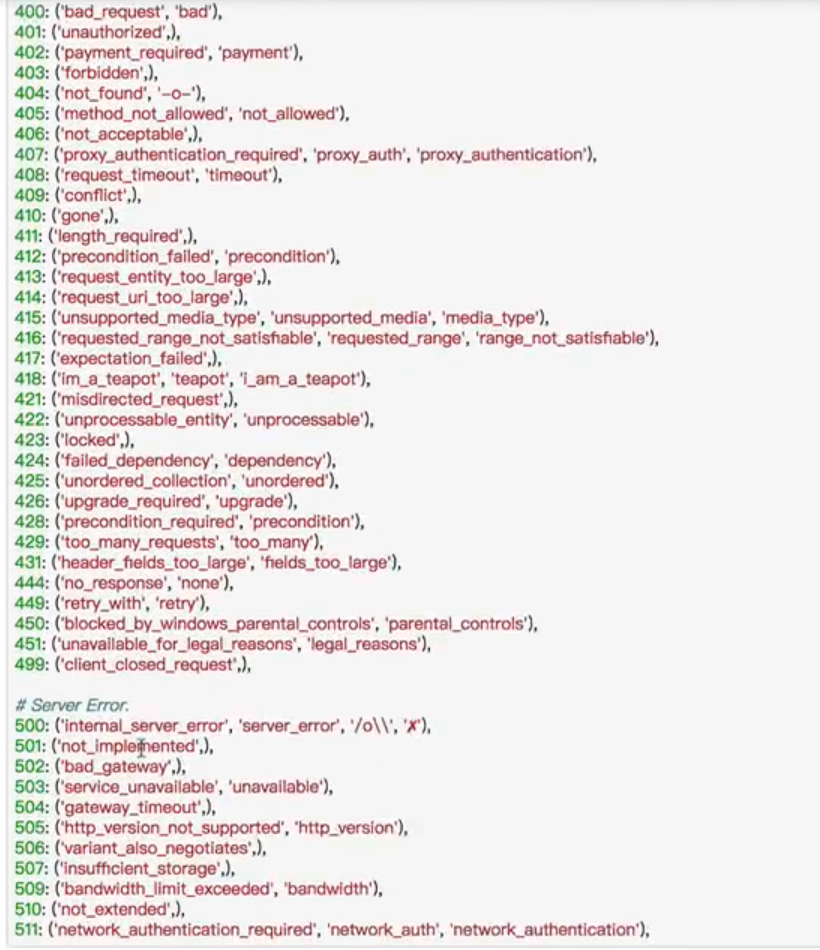 400: ('bad_request', 'bad'),
401: ('unauthorized',),
402: ('payment_required', 'payment'),
403: ('forbidden',),
404: ('not_found', '-o-'),
405: ('method_not_allowed', 'not_allowed'),
406: ('not_acceptable',),
407: ('proxy_authentication_required', 'proxy_auth', 'proxy_authentication'),
408: ('request_timeout', 'timeout'),
409: ('conflict',),
410: ('gone',),
411: ('length_required',),
412: ('precondition_failed', 'precondition'),
413: ('request_entity_too_large',),
414: ('request_uri_too_large',),
415: ('unsupported_media_type', 'unsupported_media', 'media_type'),
416: ('requested_range_not_satisfiable', 'requested_range', 'range_not_satisfiable'),
417: ('expectation_failed',),
418: ('im_a_teapot', 'teapot', 'i_am_a_teapot'),
421: ('misdirected_request',),
422: ('unprocessable_entity', 'unprocessable'),
423: ('locked',),
424: ('failed_dependency', 'dependency'),
425: ('unordered_collection', 'unordered'),
426: ('upgrade_required', 'upgrade'),
428: ('precondition_required', 'precondition'),
429: ('too_many_requests', 'too_many'),
431: ('header_fields_too_large', 'fields_too_large'),
444: ('no_response', 'none'),
449: ('retry_with', 'retry'),
450: ('blocked_by_windows_parental_controls', 'parental_controls'),
451: ('unavailable_for_legal_reasons', 'legal_reasons'),
499: ('client_closed_request',),
# Server Error.
500: ('internal_server_error', 'server_error', '/o\\', '✗'),
501: ('not_implemented',),
502: ('bad_gateway',),
503: ('service_unavailable', 'unavailable'),
504: ('gateway_timeout',),
505: ('http_version_not_supported', 'http_version'),
506: ('variant_also_negotiates',),
507: ('insufficient_storage',),
509: ('bandwidth_limit_exceeded', 'bandwidth'),
510: ('not_extended',),
511: ('network_authentication_required', 'network_auth', 'network_authentication'),